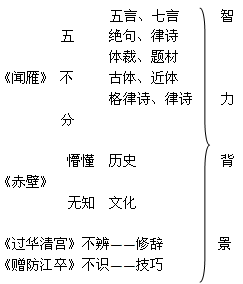 五言、七言 智
五 绝句、律诗
体裁、题材
《闻雁》 不 古体、近体
格律诗、律诗 力
分
懵懂 历史 背
《赤壁》
无知 文化
《过华清宫》不辨——修辞 景
《赠防江卒》不识——技巧